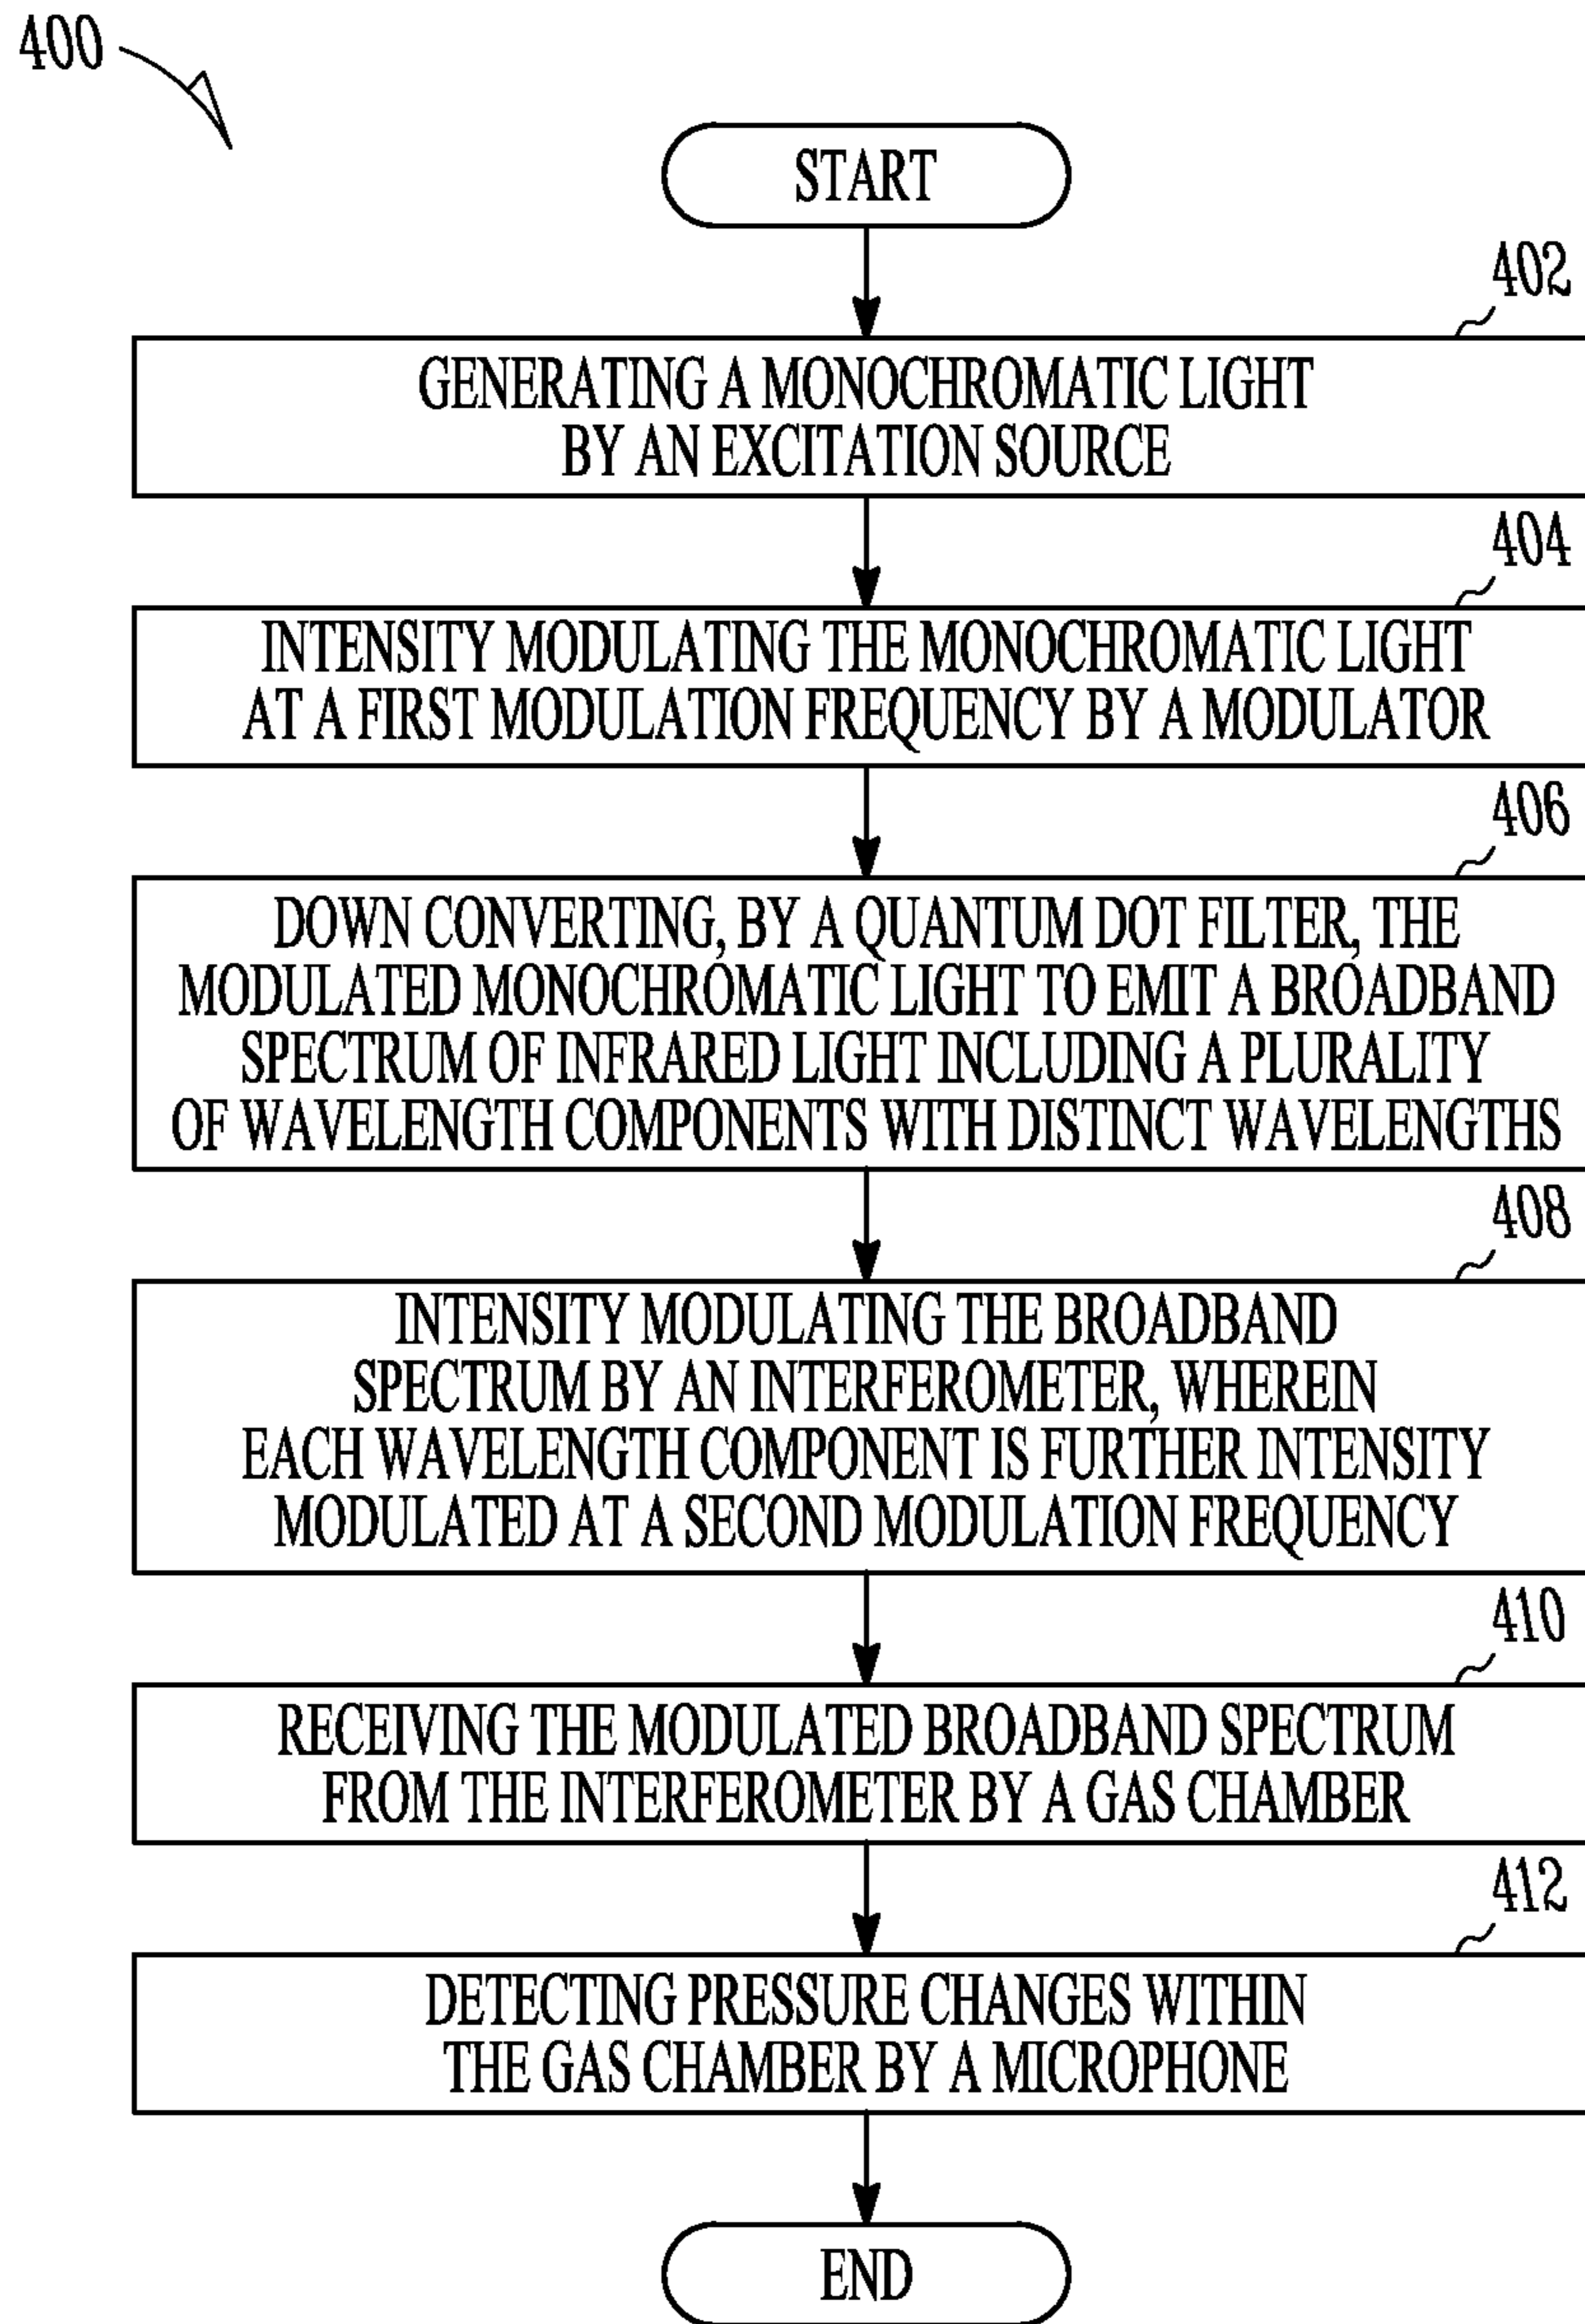 400
START
402
GENERATING A MONOCHROMATIC LIGHT
BY AN EXCITATION SOURCE
404
INTENSITY MODULATING THE MONOCHROMATIC LIGHT
AT A FIRST MODULATION FREQUENCY BY A MODULATOR
406
DOWN CONVERTING, BY A QUANTUM DOT FILTER, THE
MODULATED MONOCHROMATIC LIGHT TO EMIT A BROADBAND
SPECTRUM OF INFRARED LIGHT INCLUDING A PLURALITY
OF WAVELENGTH COMPONENTS WITH DISTINCT WAVELENGTHS
408
INTENSITY MODULATING THE BROADBAND
SPECTRUM BY AN INTERFEROMETER, WHEREIN
EACH WAVELENGTH COMPONENT IS FURTHER INTENSITY
MODULATED AT A SECOND MODULATION FREQUENCY
410
RECEIVING THE MODULATED BROADBAND SPECTRUM
FROM THE INTERFEROMETER BY A GAS CHAMBER
412
DETECTING PRESSURE CHANGES WITHIN
THE GAS CHAMBER BY A MICROPHONE
END